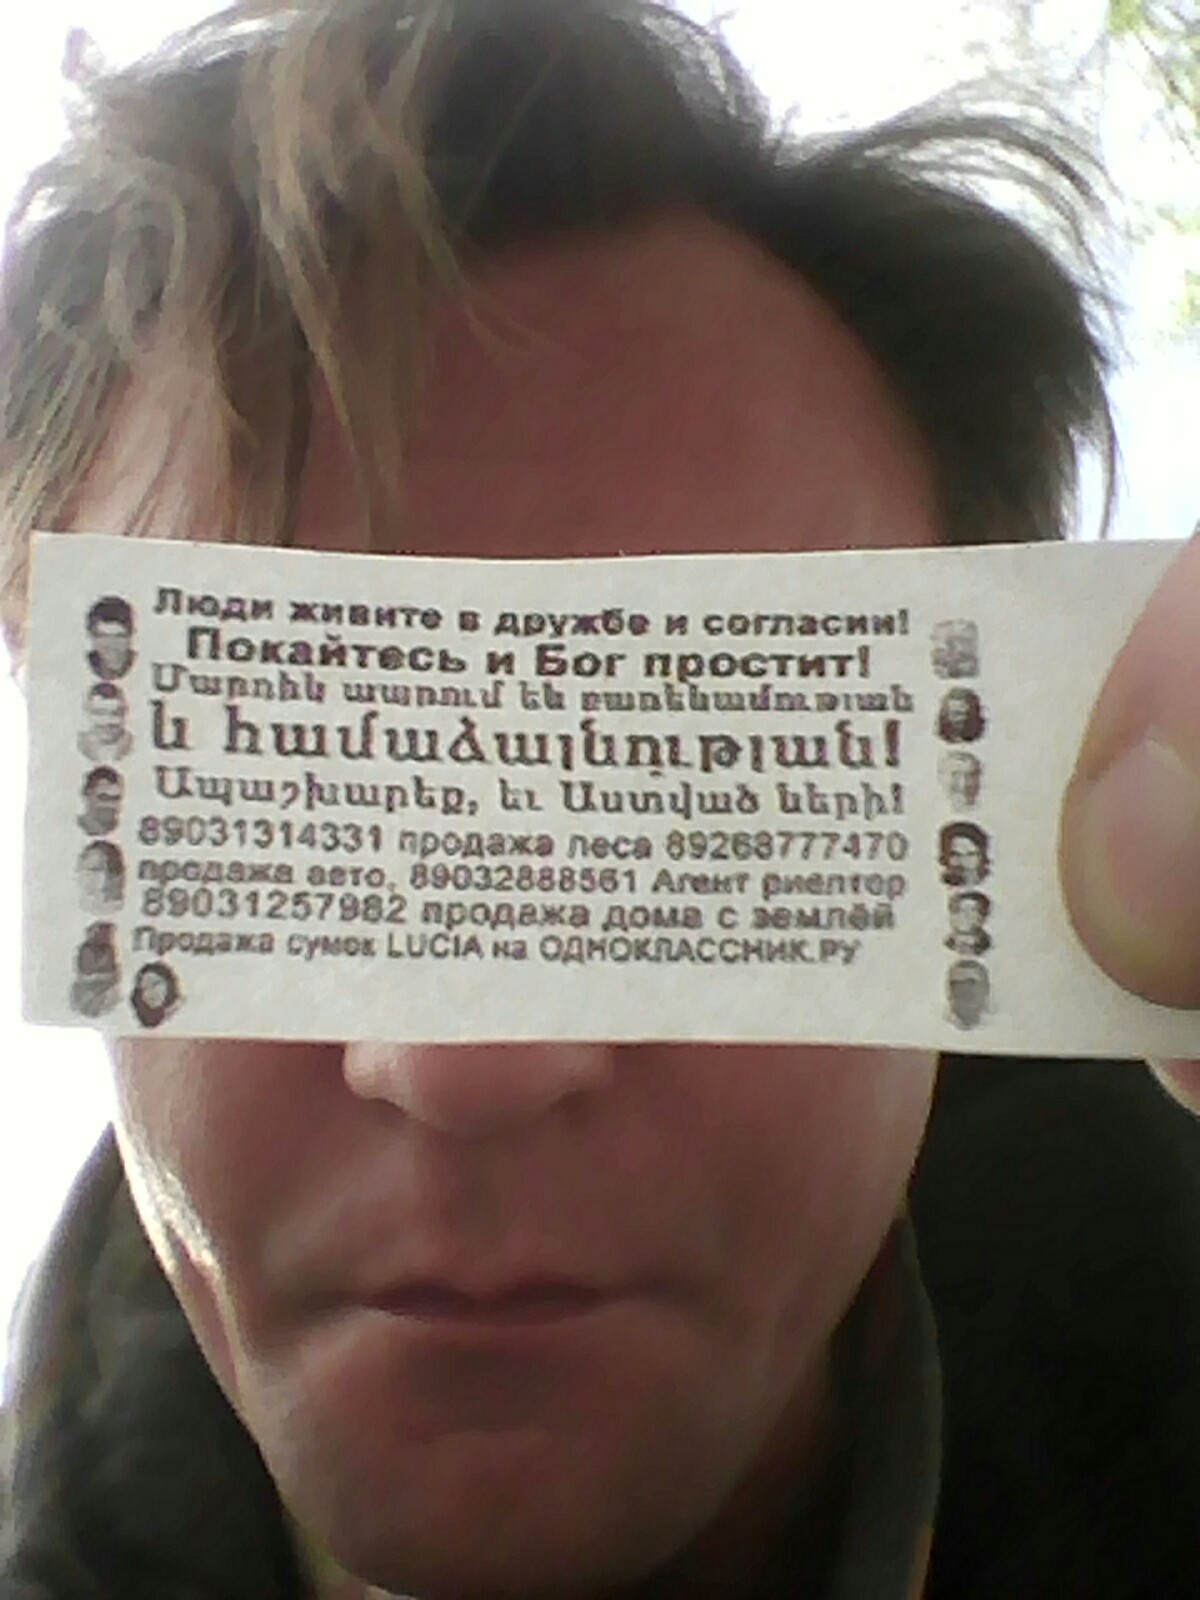 Люди живите в дружбе и согласии!
Покайтесь и Бог простит!
Մարդիկ ապրում են բարեկամության
և համաձայնության!
Ապաշխարեք, եւ Աստված ների!
89031314331 продажа леса 89268777470
продажа авто, 89032888561 Агент риелтор
89031257982 продажа дома с землёй
Продажа сумок LUCIA на ОДНОКЛАССНИК.РУ